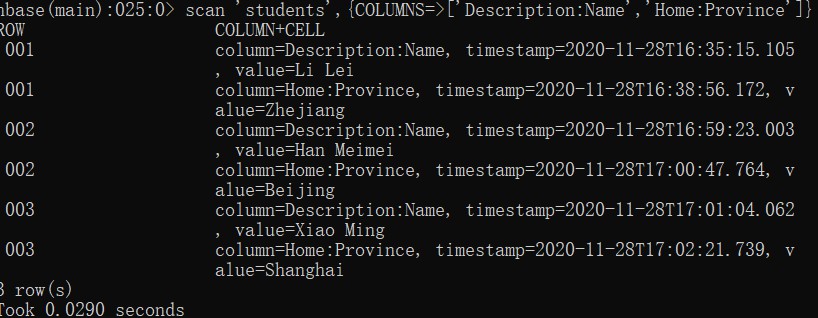 hbase(main):025:0> scan 'students',{COLUMNS=>['Description:Name','Home:Province']}
ROW COLUMN+CELL
001 column=Description:Name, timestamp=2020-11-28T16:35:15.105
, value=Li Lei
001 column=Home:Province, timestamp=2020-11-28T16:38:56.172, v
alue=Zhejiang
002 column=Description:Name, timestamp=2020-11-28T16:59:23.003
, value=Han Meimei
002 column=Home:Province, timestamp=2020-11-28T17:00:47.764, v
alue=Beijing
003 column=Description:Name, timestamp=2020-11-28T17:01:04.062
, value=Xiao Ming
003 column=Home:Province, timestamp=2020-11-28T17:02:21.739, v
alue=Shanghai
3 row(s)
Took 0.0290 seconds